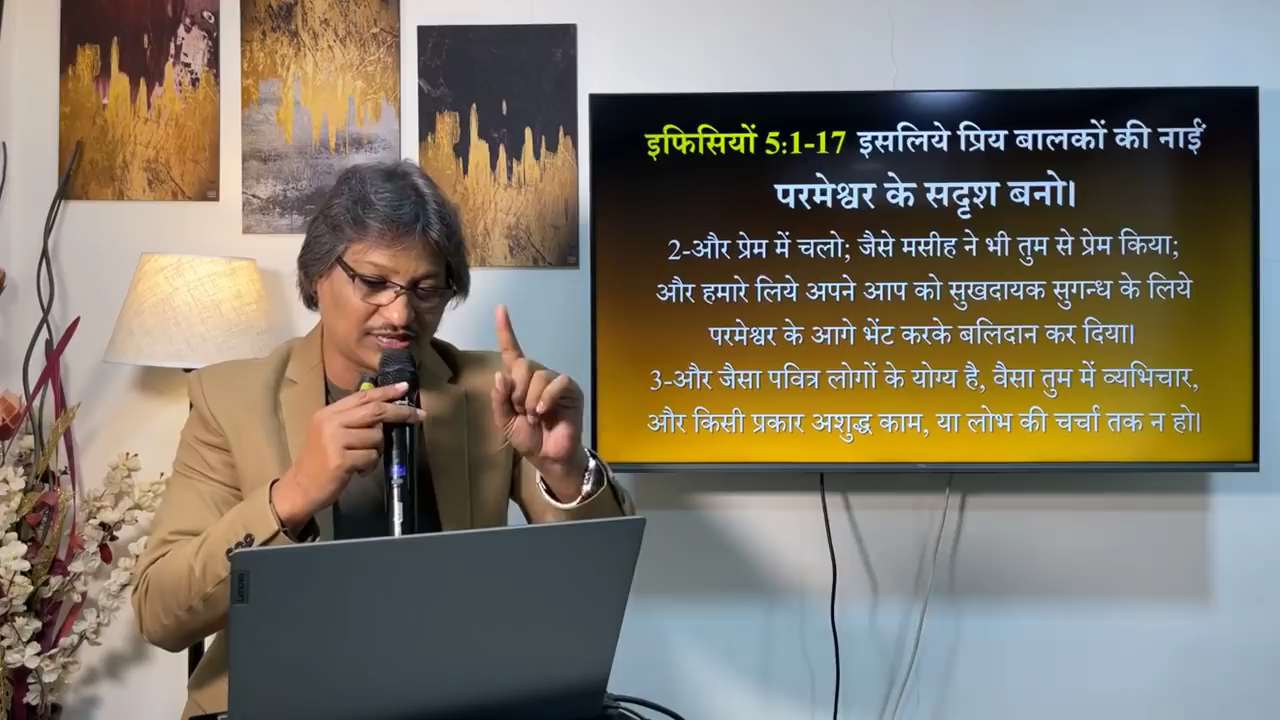 इफिसियों 5:1-17 इसलिये प्रिय बालकों की नाईं
परमेश्वर के सदृश बनो।
2-और प्रेम में चलो; जैसे मसीह ने भी तुम से प्रेम किया;
और हमारे लिये अपने आप को सुखदायक सुगन्ध के लिये
परमेश्वर के आगे भेंट करके बलिदान कर दिया।
3-और जैसा पवित्र लोगों के योग्य है, वैसा तुम में व्यभिचार,
और किसी प्रकार अशुद्ध काम, या लोभ की चर्चा तक न हो।
Lenovo